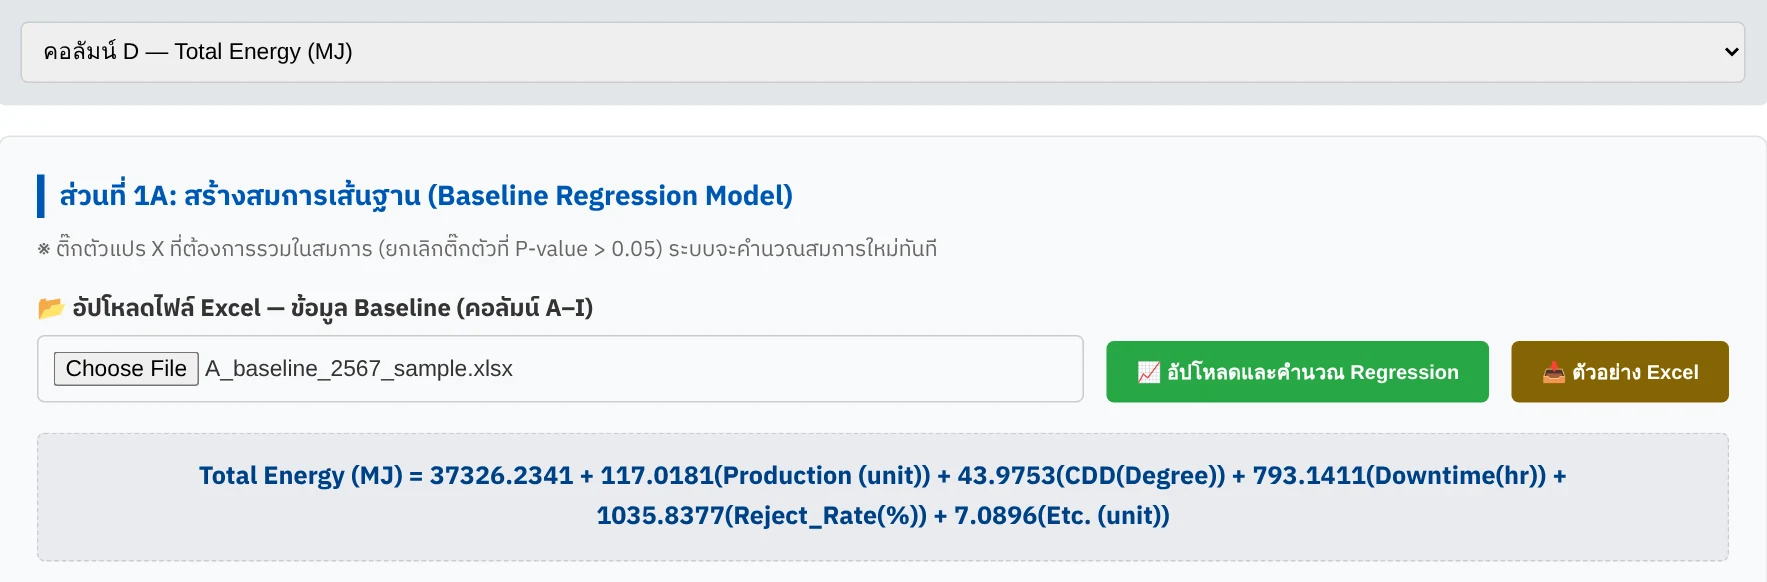 คอลัมน์ D — Total Energy (MJ)
ส่วนที่ 1A: สร้างสมการเส้นฐาน (Baseline Regression Model)
※ ติ๊กตัวแปร X ที่ต้องการรวมในสมการ (ยกเลิกติ๊กตัวที่ P-value > 0.05) ระบบจะคำนวณสมการใหม่ทันที
📂 อัปโหลดไฟล์ Excel — ข้อมูล Baseline (คอลัมน์ A–I)
Choose File A_baseline_2567_sample.xlsx
📈 อัปโหลดและคำนวณ Regression
📥 ตัวอย่าง Excel
Total Energy (MJ) = 37326.2341 + 117.0181(Production (unit)) + 43.9753(CDD(Degree)) + 793.1411(Downtime(hr)) +
1035.8377(Reject_Rate(%)) + 7.0896(Etc. (unit))